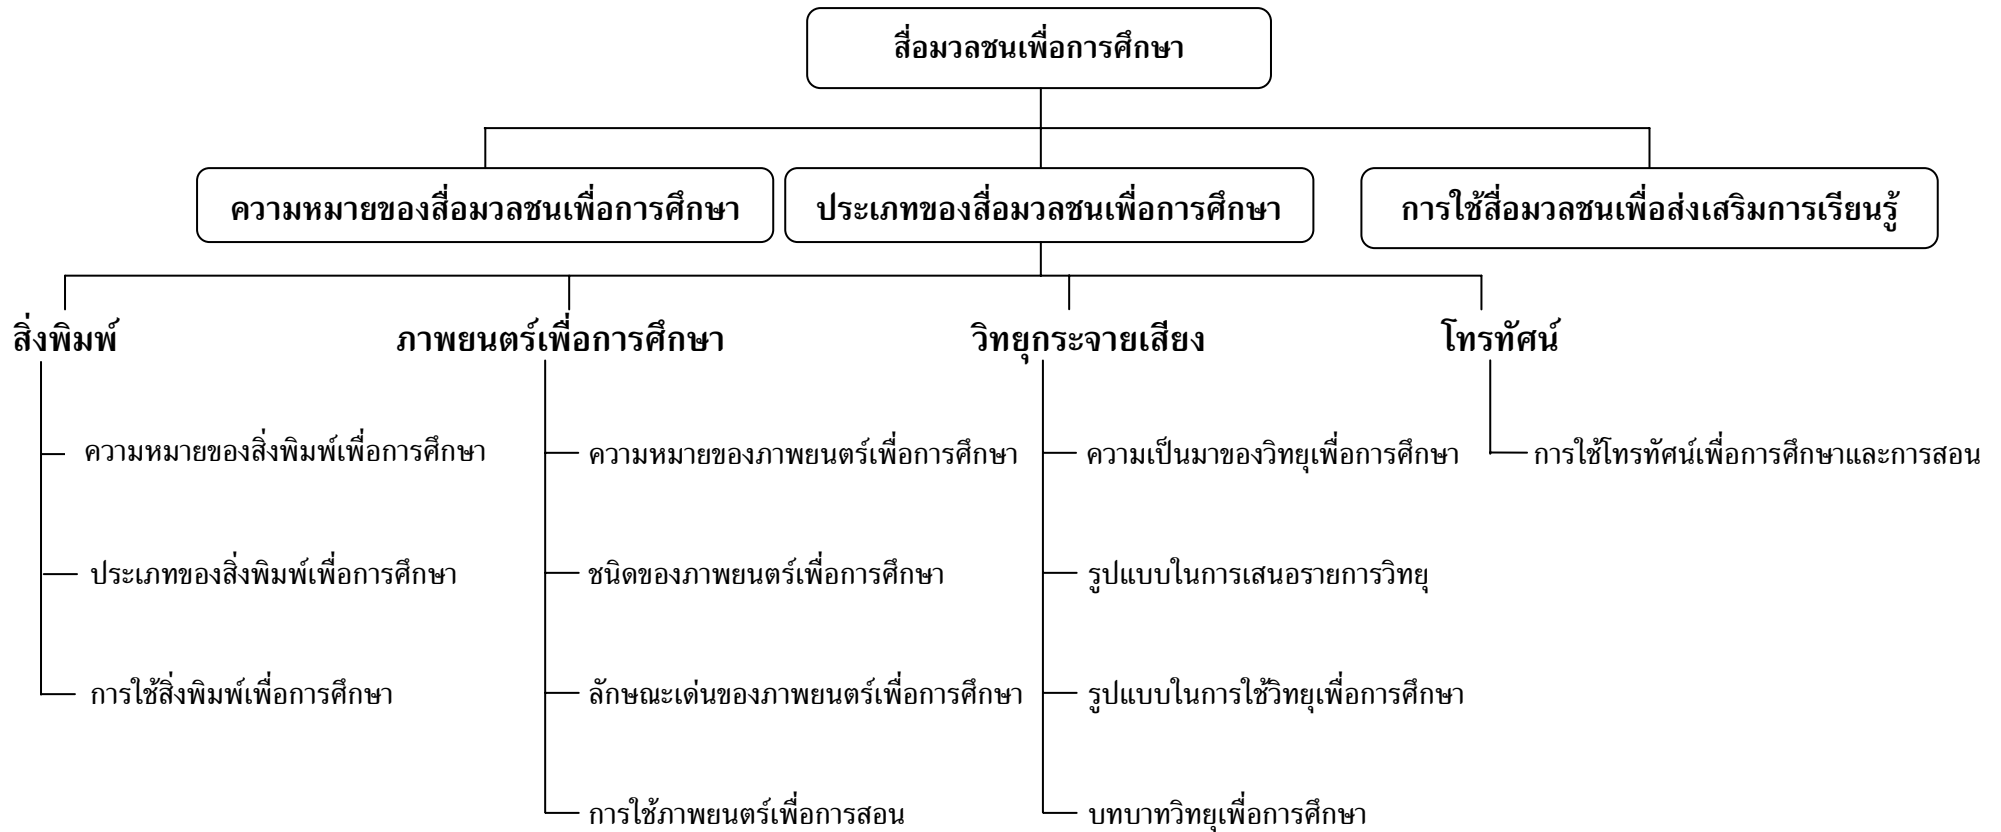 สื่อมวลชนเพื่อการศึกษา
ความหมายของสื่อมวลชนเพื่อการศึกษา
ประเภทของสื่อมวลชนเพื่อการศึกษา
การใช้สื่อมวลชนเพื่อส่งเสริมการเรียนรู้
สิ่งพิมพ์
ความหมายของสิ่งพิมพ์เพื่อการศึกษา
ประเภทของสิ่งพิมพ์เพื่อการศึกษา
การใช้สิ่งพิมพ์เพื่อการศึกษา
ภาพยนตร์เพื่อการศึกษา
ความหมายของภาพยนตร์เพื่อการศึกษา
ชนิดของภาพยนตร์เพื่อการศึกษา
ลักษณะเด่นของภาพยนตร์เพื่อการศึกษา
การใช้ภาพยนตร์เพื่อการสอน
วิทยุกระจายเสียง
ความเป็นมาของวิทยุเพื่อการศึกษา
รูปแบบในการเสนอรายการวิทยุ
รูปแบบในการใช้วิทยุเพื่อการศึกษา
บทบาทวิทยุเพื่อการศึกษา
โทรทัศน์
การใช้โทรทัศน์เพื่อการศึกษาและการสอน